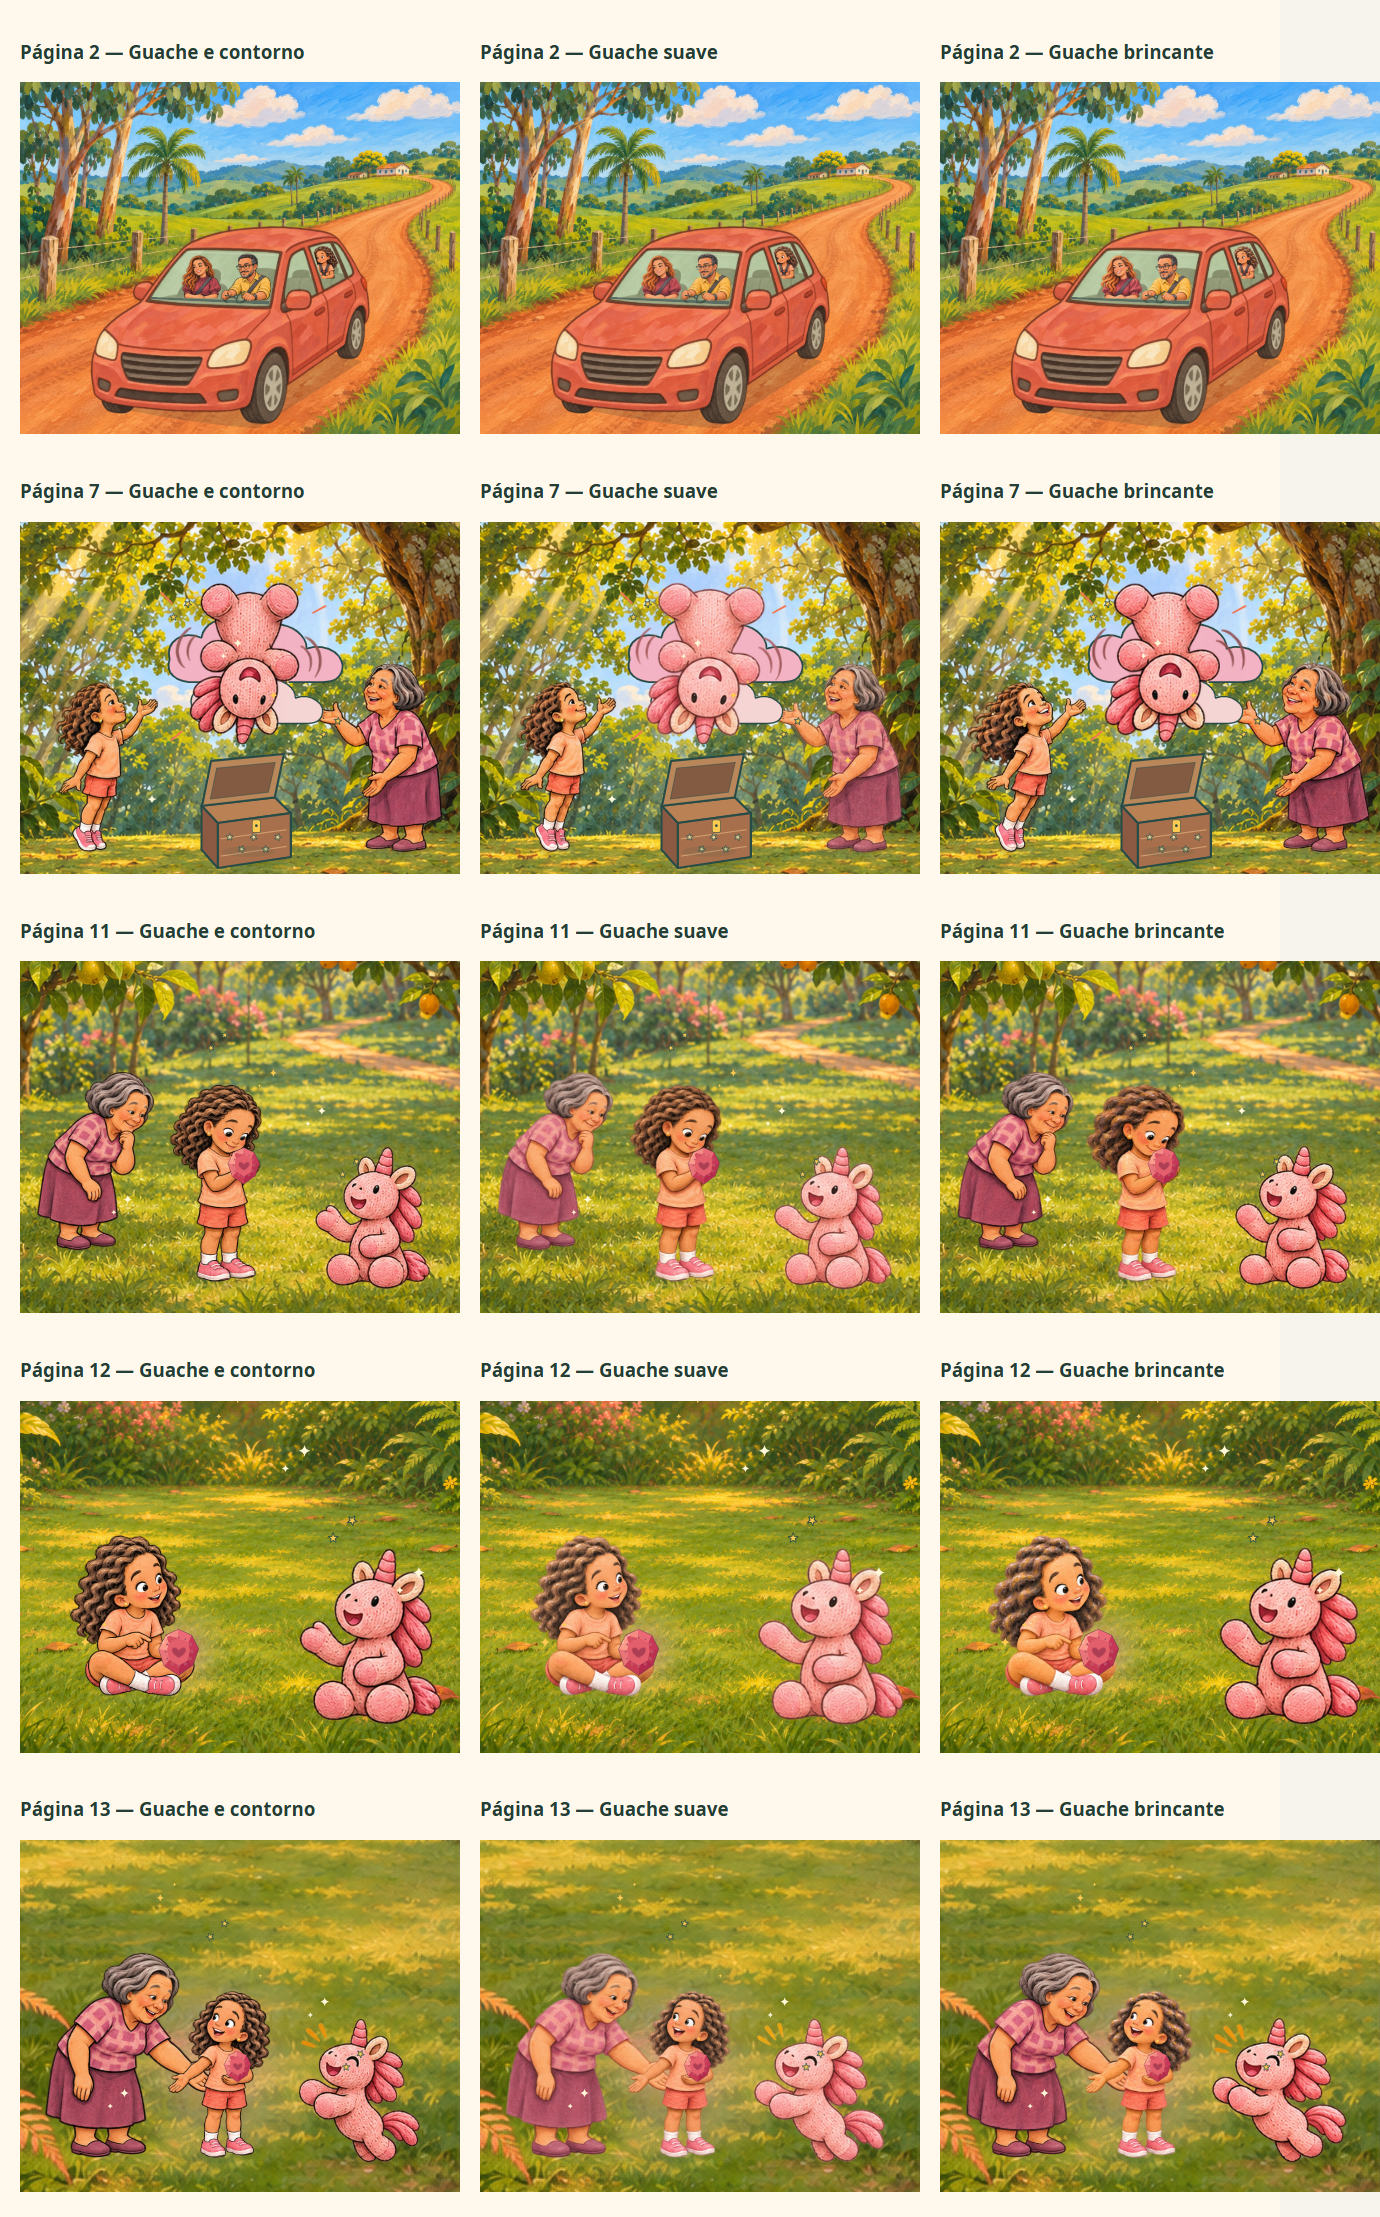 Página 2 — Guache e contorno
Página 2 — Guache suave
Página 2 — Guache brincante
Página 7 — Guache e contorno
Página 7 — Guache suave
Página 7 — Guache brincante
Página 11 — Guache e contorno
Página 11 — Guache suave
Página 11 — Guache brincante
Página 12 — Guache e contorno
Página 12 — Guache suave
Página 12 — Guache brincante
Página 13 — Guache e contorno
Página 13 — Guache suave
Página 13 — Guache brincante